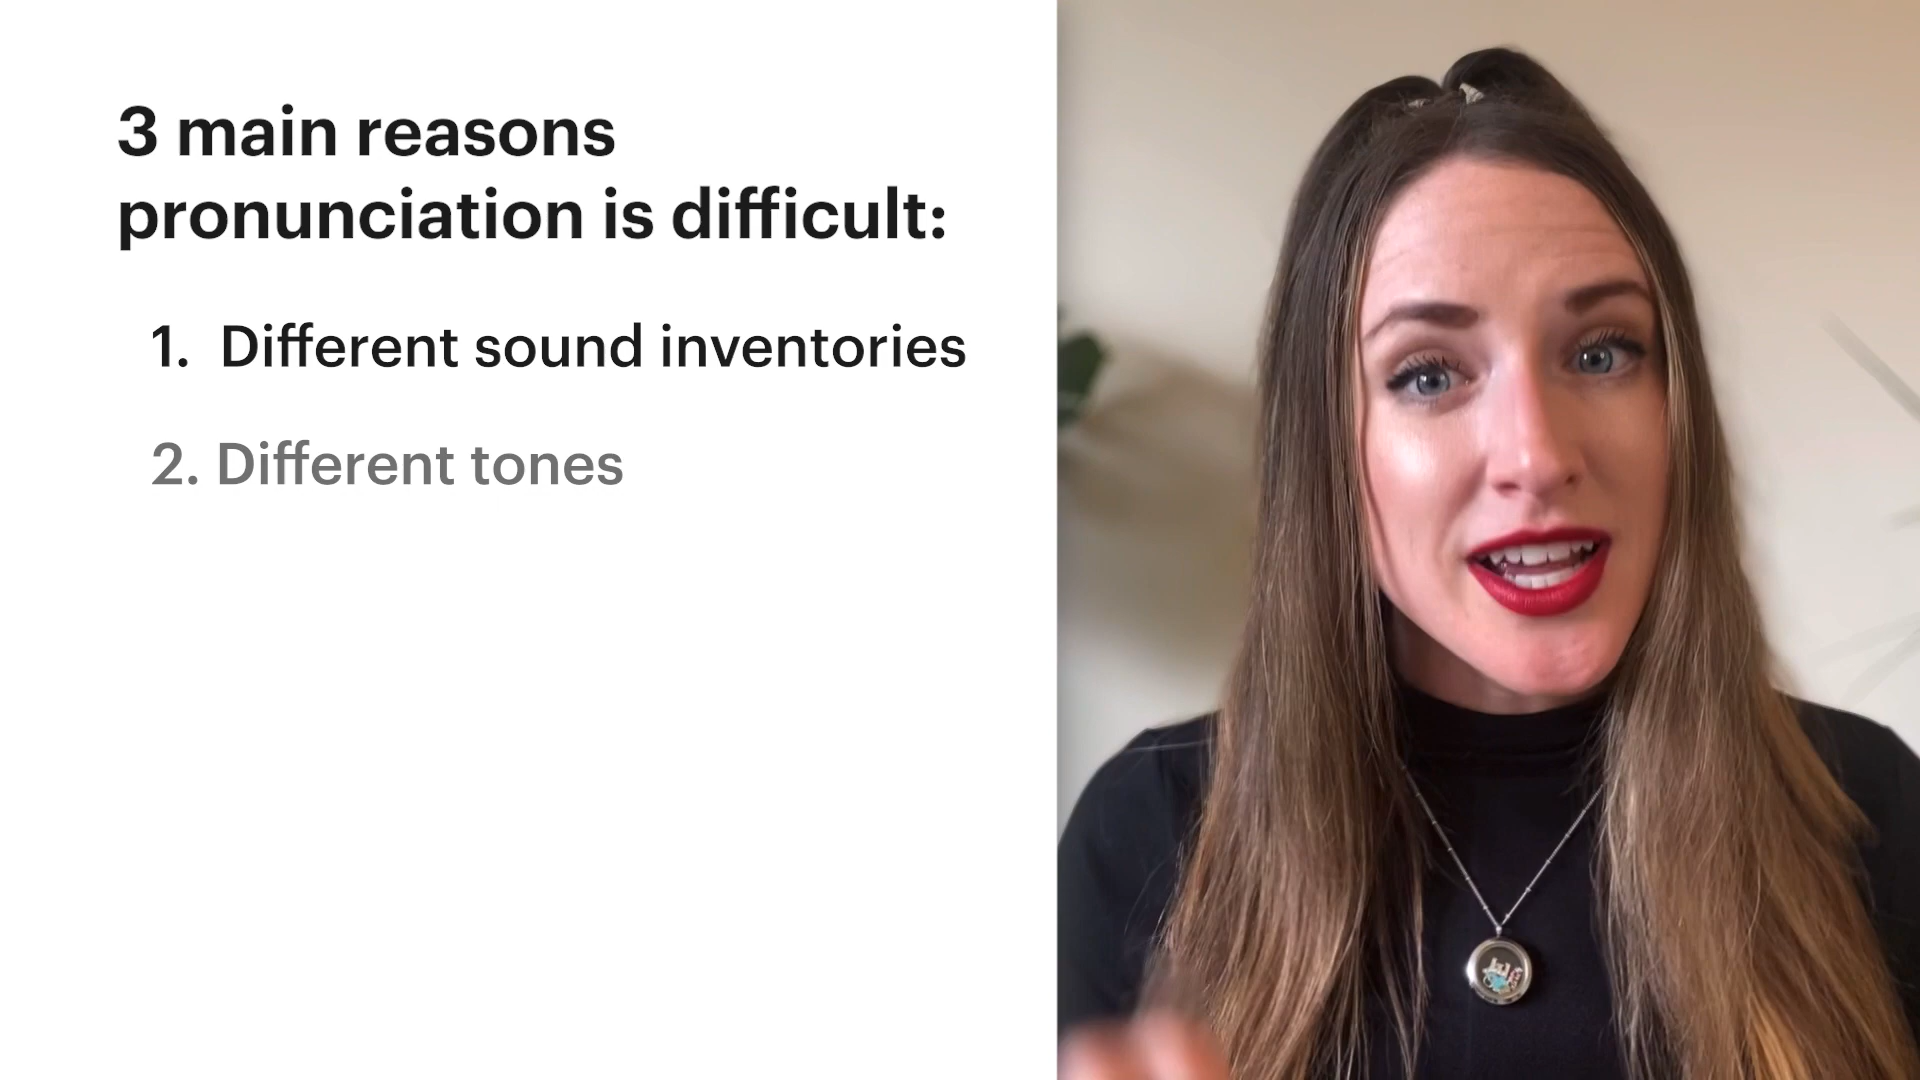 3 main reasons
pronunciation is difficult:
1. Different sound inventories
2. Different tones